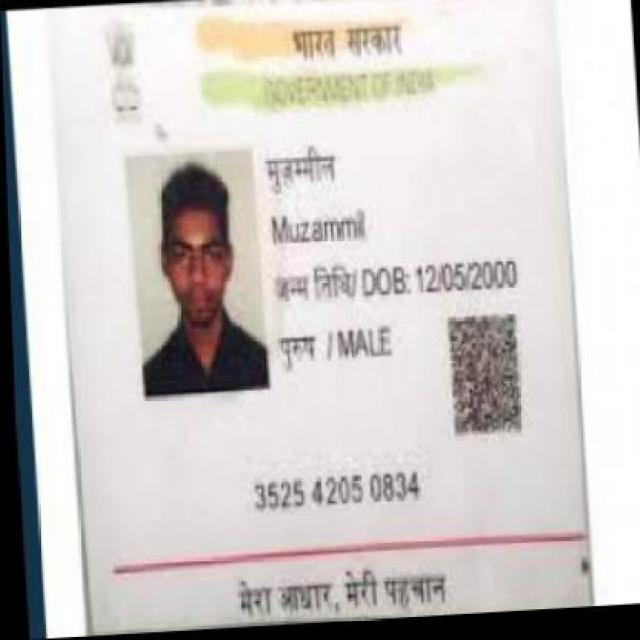 भारत सरकार
GOVERNMENT OF INDIA
मुज़म्मील
Muzammil
जन्म तिथि/ DOB: 12/05/2000
पुरुष / MALE
3525 4205 0834
मेरा आधार, मेरी पहचान